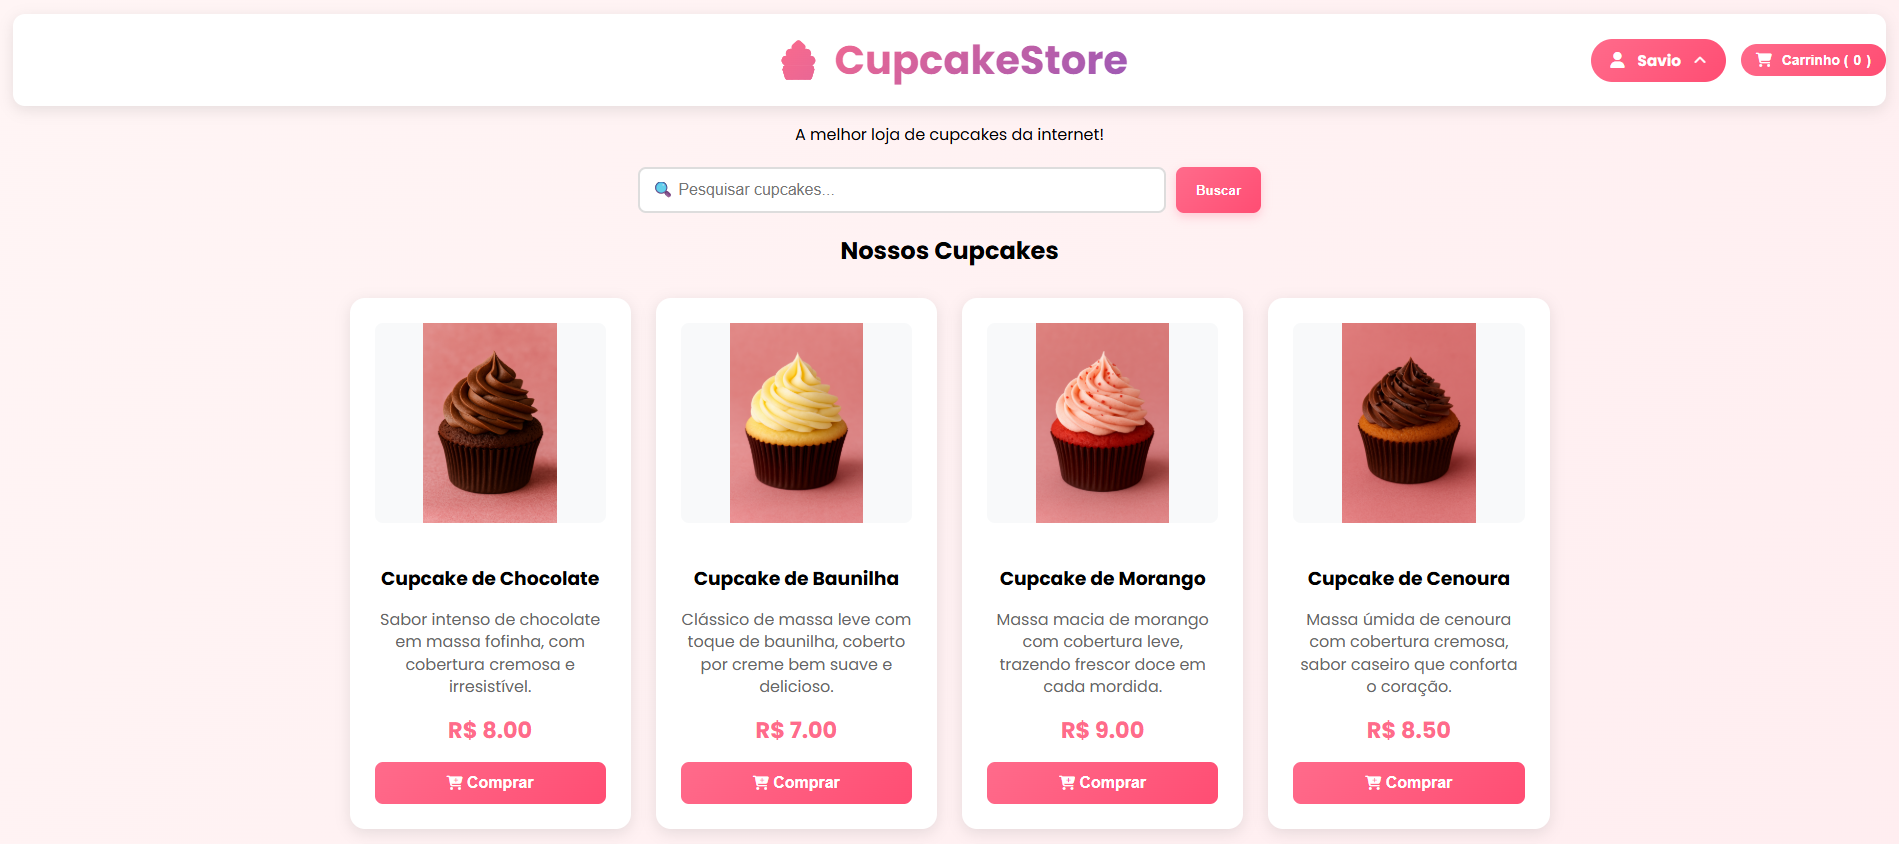 CupcakeStore
Savio
Carrinho ( 0 )
A melhor loja de cupcakes da internet!
🔍 Pesquisar cupcakes...
Buscar
Nossos Cupcakes
Cupcake de Chocolate
Sabor intenso de chocolate
em massa fofinha, com
cobertura cremosa e
irresistível.
R$ 8.00
Comprar
Cupcake de Baunilha
Clássico de massa leve com
toque de baunilha, coberto
por creme bem suave e
delicioso.
R$ 7.00
Comprar
Cupcake de Morango
Massa macia de morango
com cobertura leve,
trazendo frescor doce em
cada mordida.
R$ 9.00
Comprar
Cupcake de Cenoura
Massa úmida de cenoura
com cobertura cremosa,
sabor caseiro que conforta
o coração.
R$ 8.50
Comprar